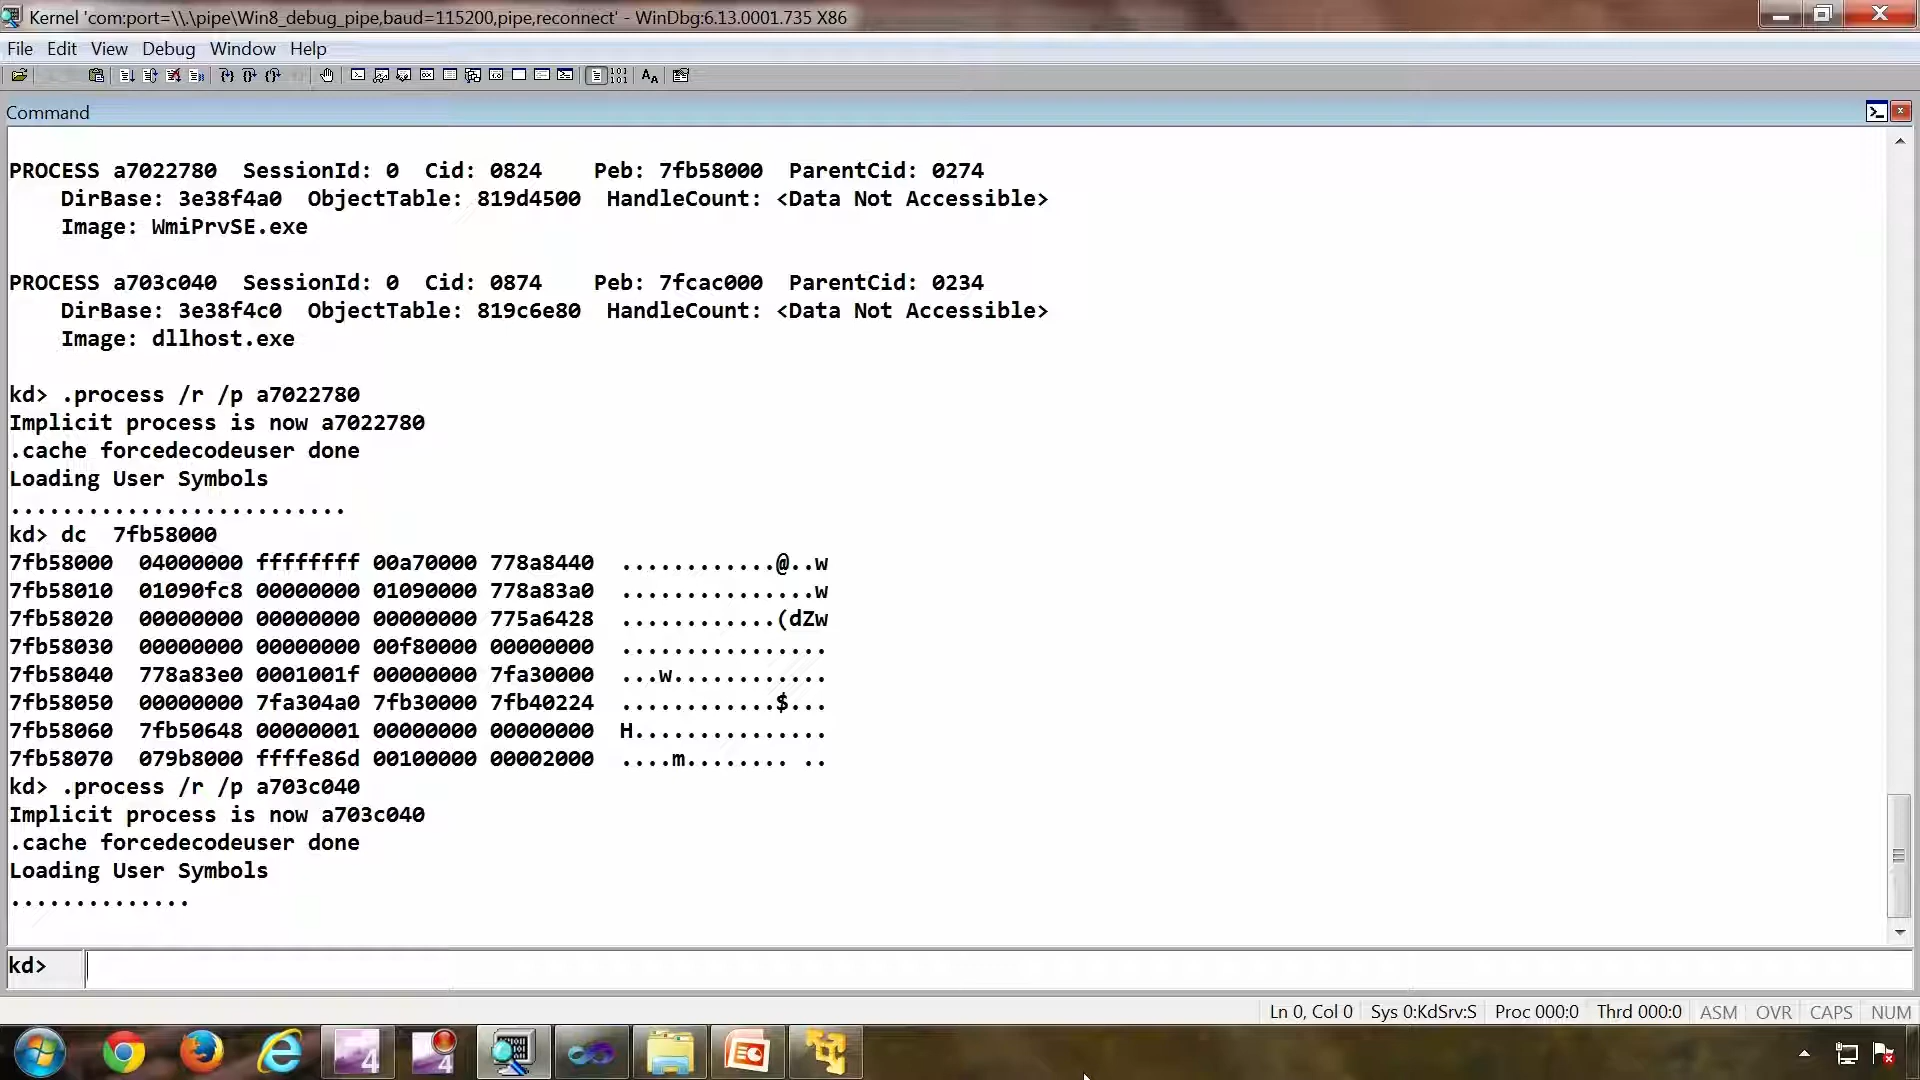 Kernel 'com:port=\\.\pipe\Win8_debug_pipe,baud=115200,pipe,reconnect' - WinDbg:6.13.0001.735 X86
File Edit View Debug Window Help
Command
PROCESS a7022780  SessionId: 0  Cid: 0824    Peb: 7fb58000  ParentCid: 0274
    DirBase: 3e38f4a0  ObjectTable: 819d4500  HandleCount: <Data Not Accessible>
    Image: WmiPrvSE.exe
PROCESS a703c040  SessionId: 0  Cid: 0874    Peb: 7fcac000  ParentCid: 0234
    DirBase: 3e38f4c0  ObjectTable: 819c6e80  HandleCount: <Data Not Accessible>
    Image: dllhost.exe
kd> .process /r /p a7022780
Implicit process is now a7022780
.cache forcedecodeuser done
Loading User Symbols
..........................
kd> dc  7fb58000
7fb58000  04000000 ffffffff 00a70000 778a8440  ............@..w
7fb58010  01090fc8 00000000 01090000 778a83a0  ...............w
7fb58020  00000000 00000000 00000000 775a6428  ............(dZw
7fb58030  00000000 00000000 00f80000 00000000  ................
7fb58040  778a83e0 0001001f 00000000 7fa30000  ...w............
7fb58050  00000000 7fa304a0 7fb30000 7fb40224  ............$...
7fb58060  7fb50648 00000001 00000000 00000000  H...............
7fb58070  079b8000 ffffe86d 00100000 00002000  ....m........ ..
kd> .process /r /p a703c040
Implicit process is now a703c040
.cache forcedecodeuser done
Loading User Symbols
..............
kd>
Ln 0, Col 0 Sys 0:KdSrv:S Proc 000:0 Thrd 000:0 ASM OVR CAPS NUM
4 4